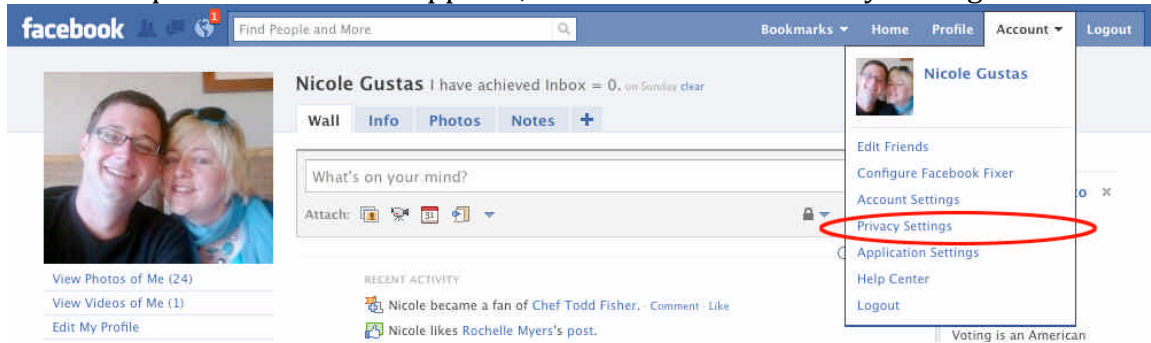 facebook
1
Find People and More
Bookmarks
Home
Profile
Account
Logout
Nicole Gustas I have achieved Inbox = 0. on Sunday clear
Wall
Info
Photos
Notes
+
What's on your mind?
Attach:
31
View Photos of Me (24)
View Videos of Me (1)
Edit My Profile
RECENT ACTIVITY
Nicole became a fan of Chef Todd Fisher. · Comment · Like
Nicole likes Rochelle Myers's post.
Nicole Gustas
Edit Friends
Configure Facebook Fixer
Account Settings
Privacy Settings
Application Settings
Help Center
Logout
Voting is an American